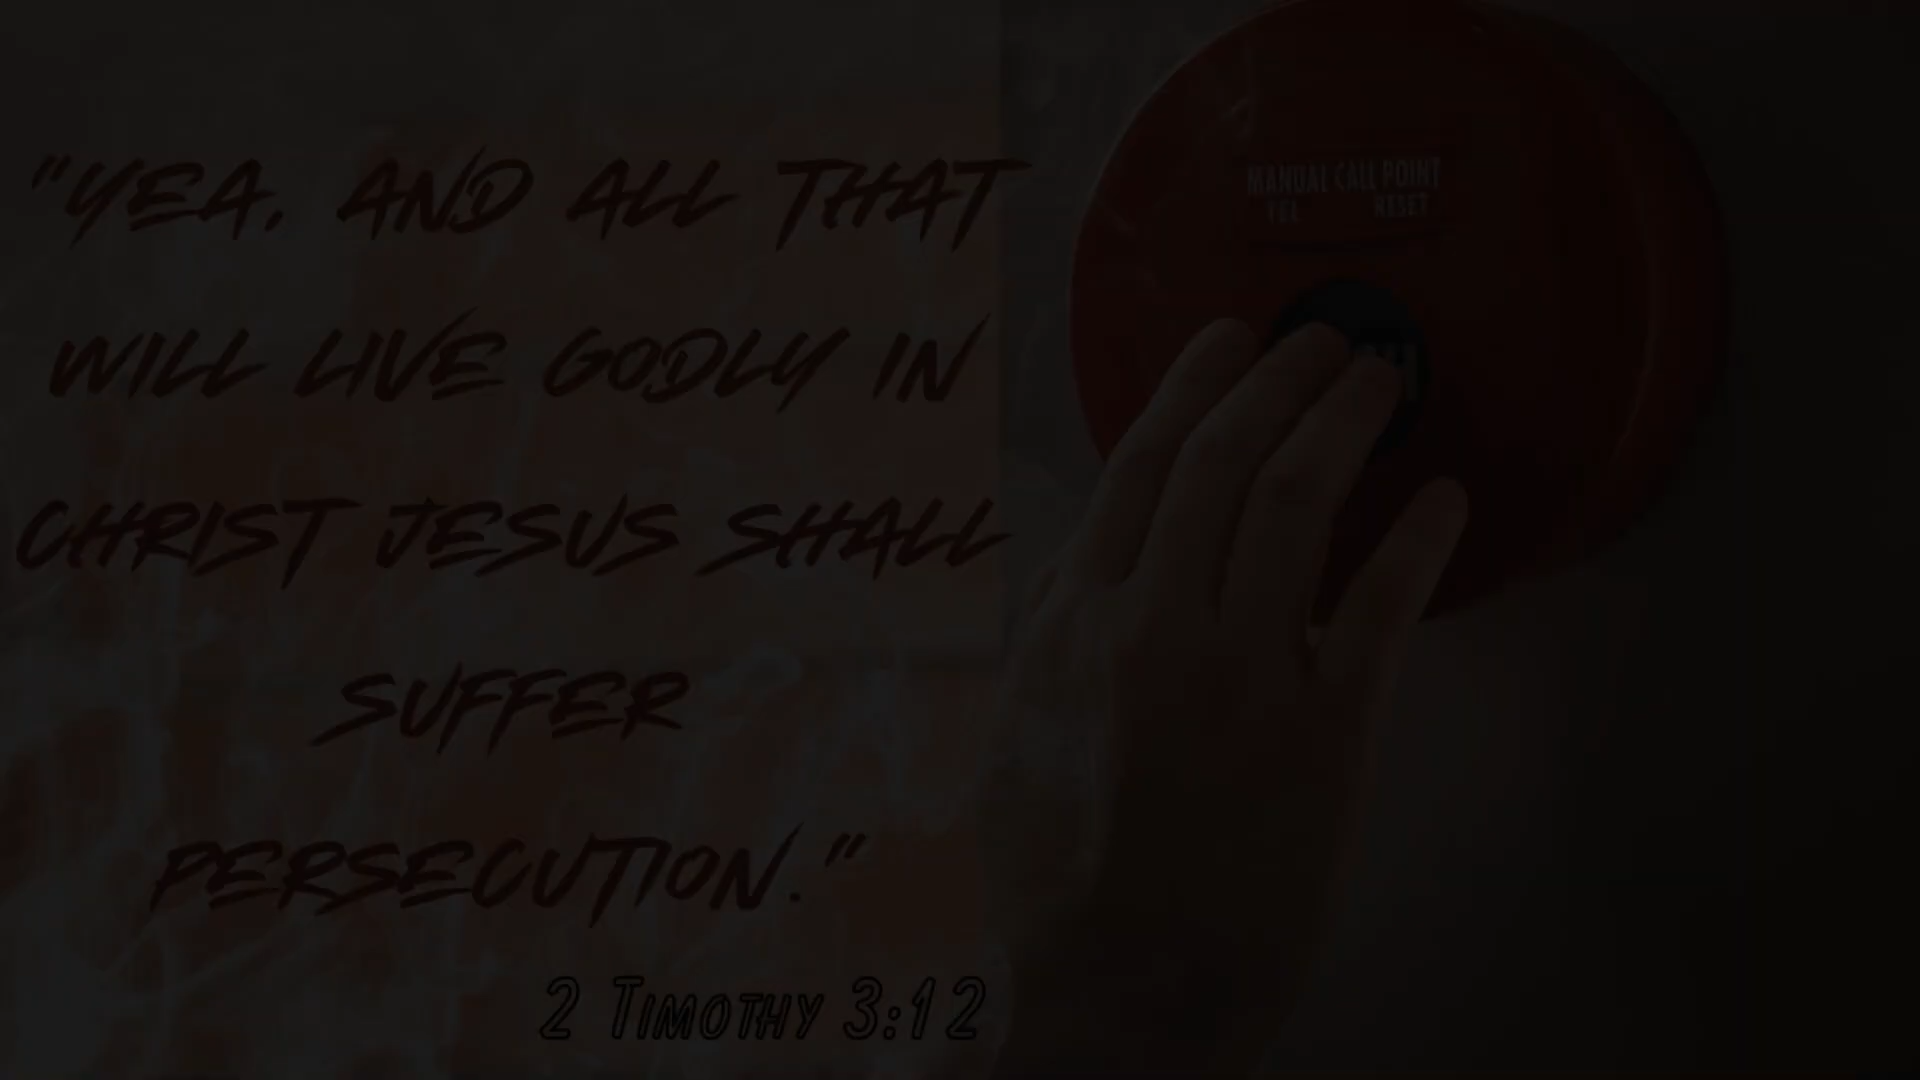 "YEA, AND ALL THAT
WILL LIVE GODLY IN
CHRIST JESUS SHALL
SUFFER
PERSECUTION."
2 TIMOTHY 3:12
MANUAL CALL POINT
RESET